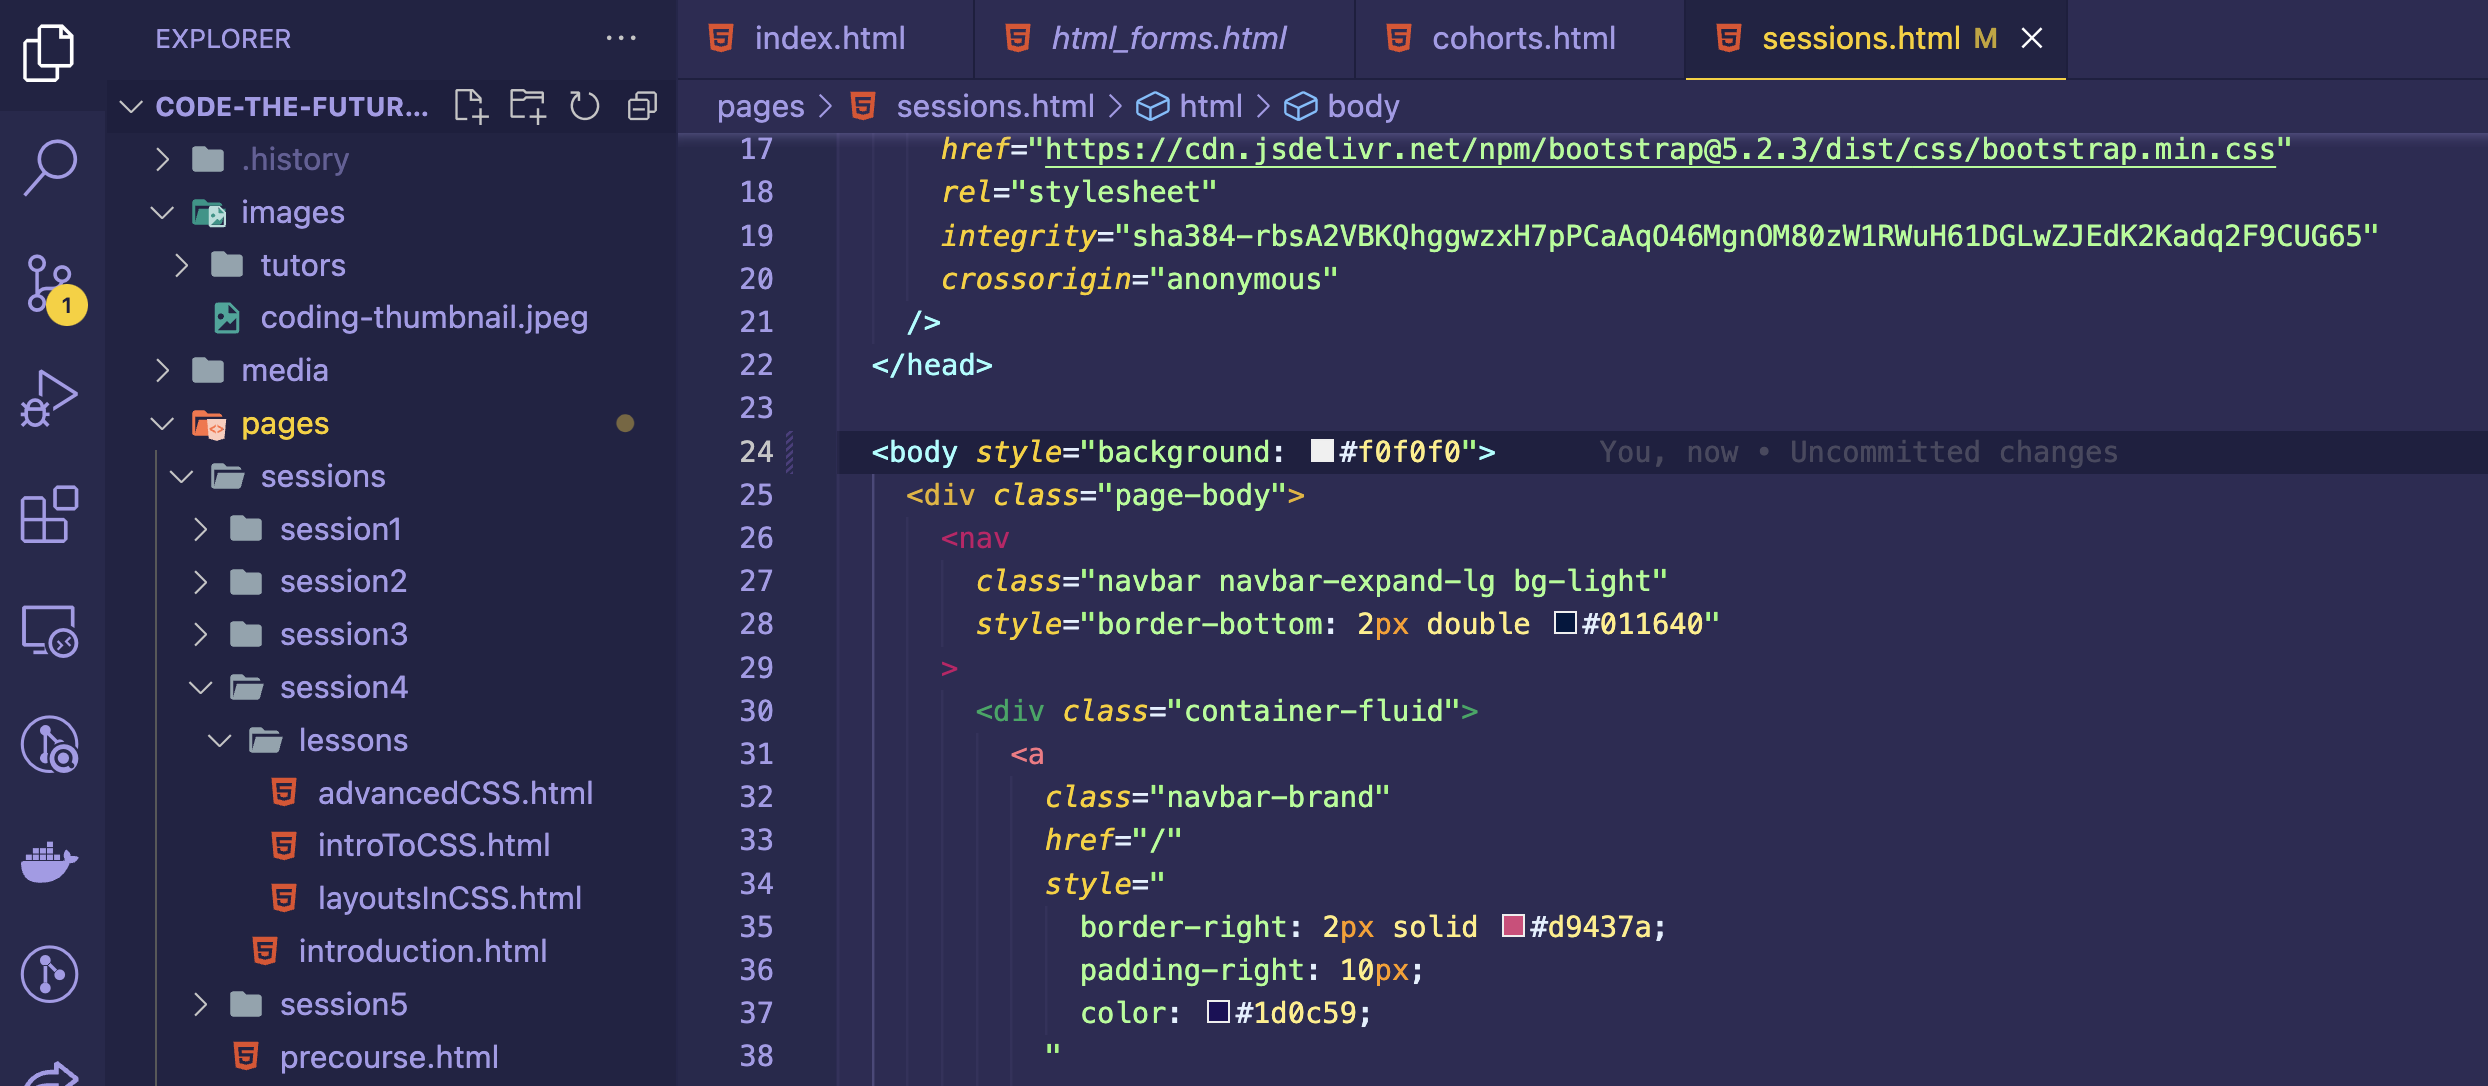 EXPLORER
CODE-THE-FUTUR...
.history
images
tutors
coding-thumbnail.jpeg
media
pages
sessions
session1
session2
session3
session4
lessons
advancedCSS.html
introToCSS.html
layoutsInCSS.html
introduction.html
session5
precourse.html
1
index.html
html_forms.html
cohorts.html
sessions.html M
pages > sessions.html > html > body
17 href="https://cdn.jsdelivr.net/npm/bootstrap@5.2.3/dist/css/bootstrap.min.css"
18 rel="stylesheet"
19 integrity="sha384-rbsA2VBKQhggwzxH7pPCaAqO46MgnOM80zW1RWuH61DGLwZJEdK2Kadq2F9CUG65"
20 crossorigin="anonymous"
21 />
22 </head>
23
24 <body style="background: #f0f0f0"> You, now • Uncommitted changes
25 <div class="page-body">
26 <nav
27 class="navbar navbar-expand-lg bg-light"
28 style="border-bottom: 2px double #011640"
29 >
30 <div class="container-fluid">
31 <a
32 class="navbar-brand"
33 href="/"
34 style="
35 border-right: 2px solid #d9437a;
36 padding-right: 10px;
37 color: #1d0c59;
38 "